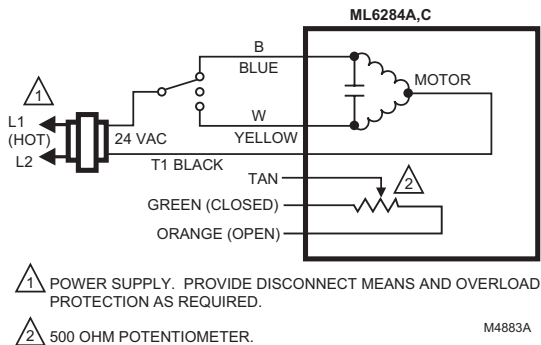 ML6284A,C
B
BLUE
MOTOR
1
L1
(HOT)
W
24 VAC
YELLOW
L2
T1 BLACK
TAN
2
GREEN (CLOSED)
ORANGE (OPEN)
1 POWER SUPPLY. PROVIDE DISCONNECT MEANS AND OVERLOAD
PROTECTION AS REQUIRED.
2 500 OHM POTENTIOMETER.
M4883A